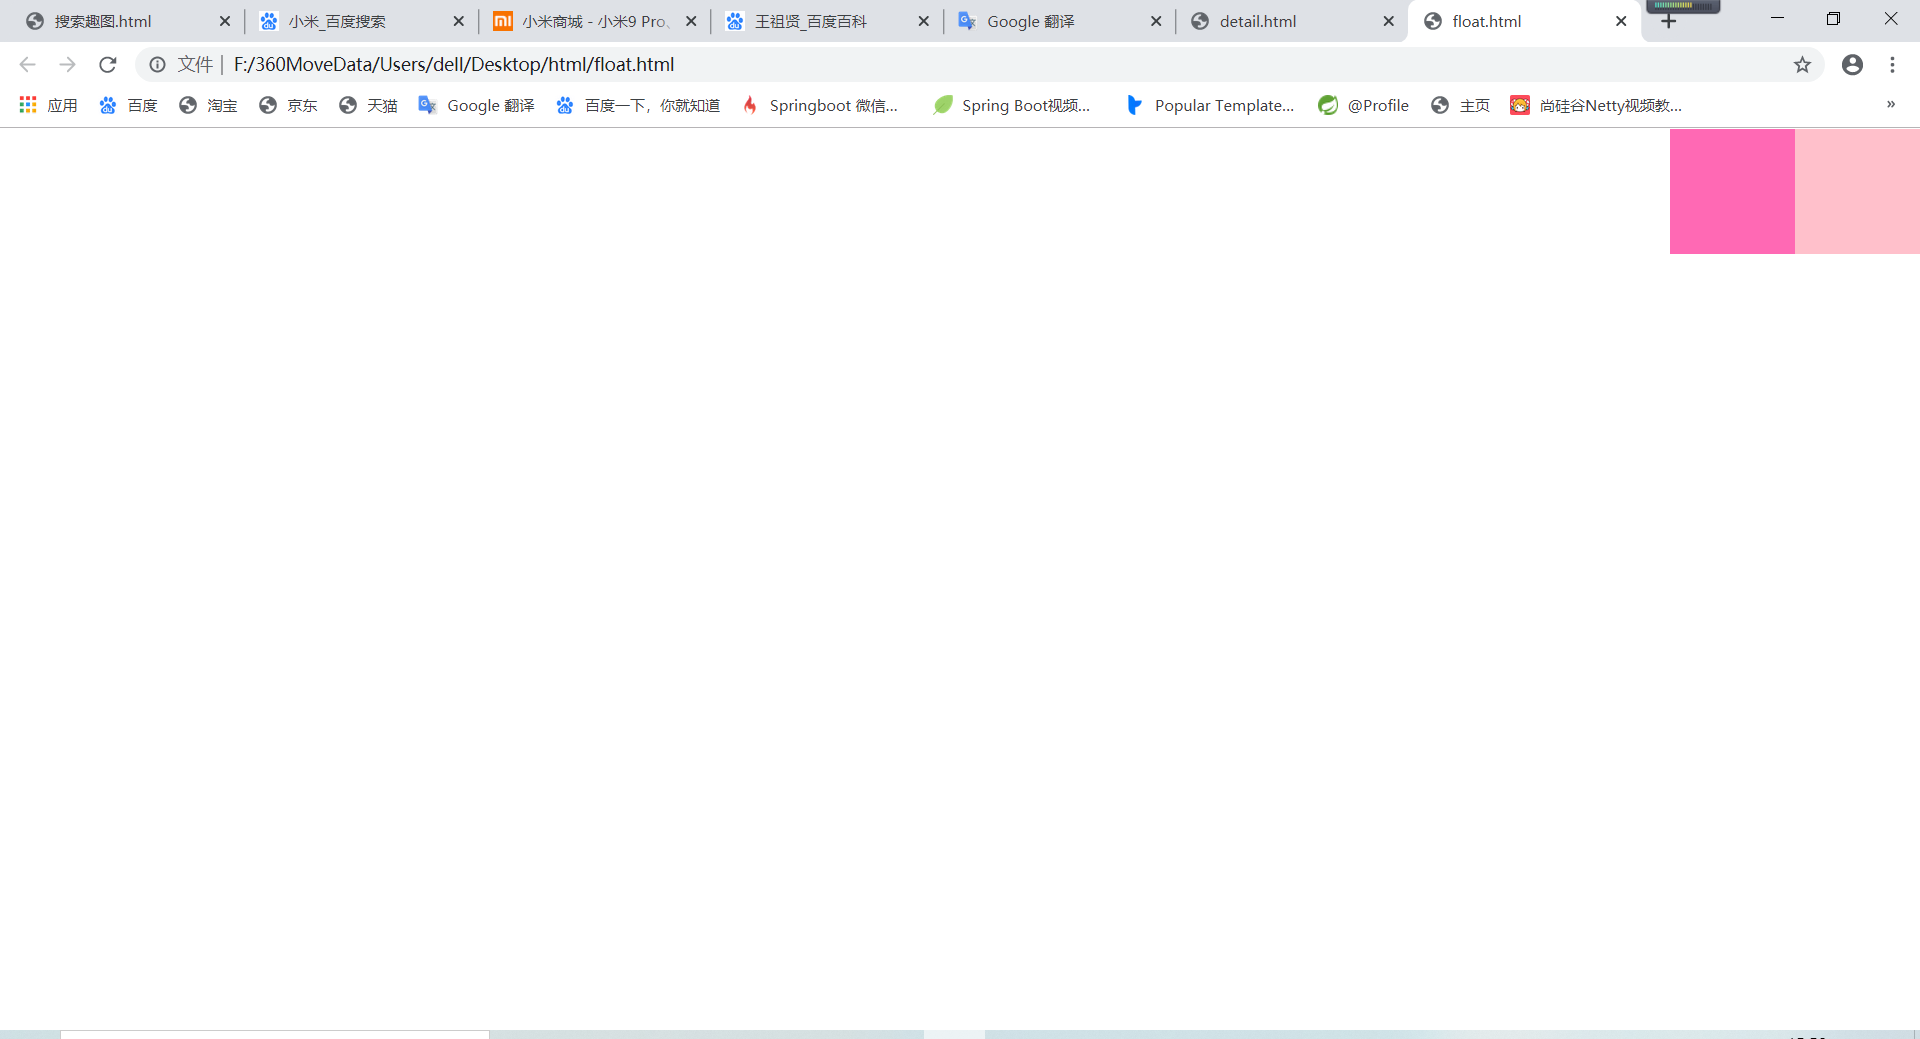 搜索趣图.html
小米_百度搜索
小米商城 - 小米9 Pro、
王祖贤_百度百科
Google 翻译
detail.html
float.html
文件 | F:/360MoveData/Users/dell/Desktop/html/float.html
应用
百度
淘宝
京东
天猫
Google 翻译
百度一下，你就知道
Springboot 微信...
Spring Boot视频...
Popular Template...
@Profile
主页
尚硅谷Netty视频教...
»